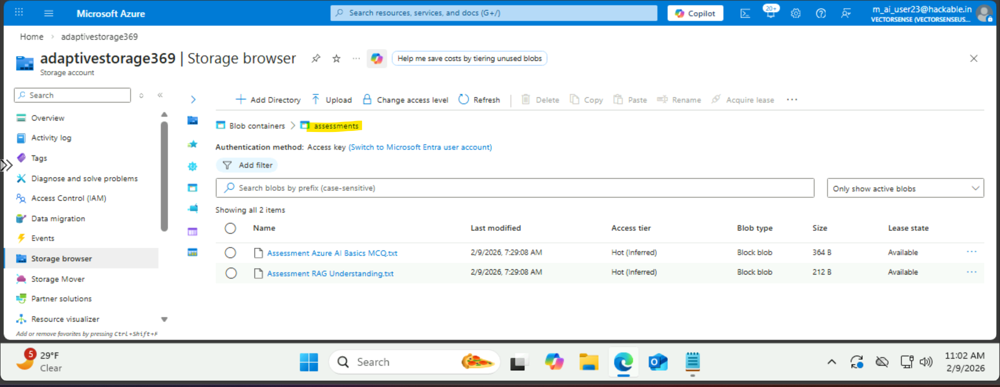 Microsoft Azure
Search resources, services, and docs (G+/)
Copilot
20+
m_ai_user23@hackable.in
VECTORSENSE (VECTORSENSEUS...
Home > adaptivestorage369
adaptivestorage369 | Storage browser
...
Help me save costs by tiering unused blobs
Storage account
Search
Overview
Activity log
Tags
Diagnose and solve problems
Access Control (IAM)
Data migration
Events
Storage browser
Storage Mover
Partner solutions
Resource visualizer
Add or remove favorites by pressing Ctrl+Shift+F
Add Directory
Upload
Change access level
Refresh
Delete
Copy
Paste
Rename
Acquire lease
...
Blob containers > assessments
Authentication method: Access key (Switch to Microsoft Entra user account)
Add filter
Search blobs by prefix (case-sensitive)
Only show active blobs
Showing all 2 items
Name Last modified Access tier Blob type Size Lease state
Assessment Azure AI Basics MCQ.txt 2/9/2026, 7:29:08 AM Hot (Inferred) Block blob 364 B Available ...
Assessment RAG Understanding.txt 2/9/2026, 7:29:08 AM Hot (Inferred) Block blob 212 B Available ...
5
29°F
Clear
Search
11:02 AM
2/9/2026